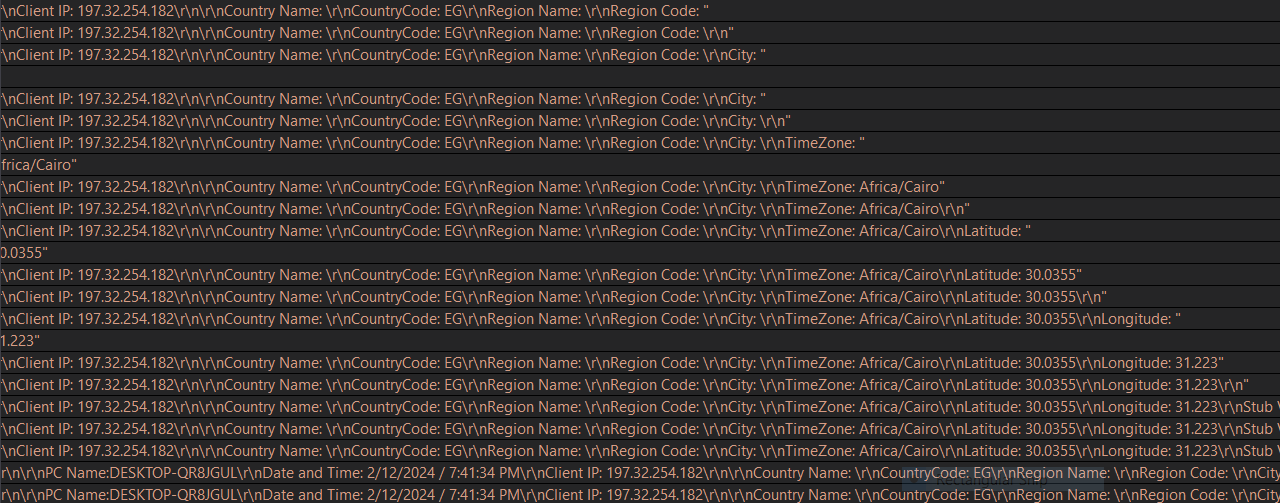 \nClient IP: 197.32.254.182\r\n\r\nCountry Name: \r\nCountryCode: EG\r\nRegion Name: \r\nRegion Code: "
\nClient IP: 197.32.254.182\r\n\r\nCountry Name: \r\nCountryCode: EG\r\nRegion Name: \r\nRegion Code: \r\n"
\nClient IP: 197.32.254.182\r\n\r\nCountry Name: \r\nCountryCode: EG\r\nRegion Name: \r\nRegion Code: \r\nCity: "
\nClient IP: 197.32.254.182\r\n\r\nCountry Name: \r\nCountryCode: EG\r\nRegion Name: \r\nRegion Code: \r\nCity: "
\nClient IP: 197.32.254.182\r\n\r\nCountry Name: \r\nCountryCode: EG\r\nRegion Name: \r\nRegion Code: \r\nCity: \r\n"
\nClient IP: 197.32.254.182\r\n\r\nCountry Name: \r\nCountryCode: EG\r\nRegion Name: \r\nRegion Code: \r\nCity: \r\nTimeZone: "
frica/Cairo"
\nClient IP: 197.32.254.182\r\n\r\nCountry Name: \r\nCountryCode: EG\r\nRegion Name: \r\nRegion Code: \r\nCity: \r\nTimeZone: Africa/Cairo"
\nClient IP: 197.32.254.182\r\n\r\nCountry Name: \r\nCountryCode: EG\r\nRegion Name: \r\nRegion Code: \r\nCity: \r\nTimeZone: Africa/Cairo\r\n"
\nClient IP: 197.32.254.182\r\n\r\nCountry Name: \r\nCountryCode: EG\r\nRegion Name: \r\nRegion Code: \r\nCity: \r\nTimeZone: Africa/Cairo\r\nLatitude: "
0.0355"
\nClient IP: 197.32.254.182\r\n\r\nCountry Name: \r\nCountryCode: EG\r\nRegion Name: \r\nRegion Code: \r\nCity: \r\nTimeZone: Africa/Cairo\r\nLatitude: 30.0355"
\nClient IP: 197.32.254.182\r\n\r\nCountry Name: \r\nCountryCode: EG\r\nRegion Name: \r\nRegion Code: \r\nCity: \r\nTimeZone: Africa/Cairo\r\nLatitude: 30.0355\r\n"
\nClient IP: 197.32.254.182\r\n\r\nCountry Name: \r\nCountryCode: EG\r\nRegion Name: \r\nRegion Code: \r\nCity: \r\nTimeZone: Africa/Cairo\r\nLatitude: 30.0355\r\nLongitude: "
1.223"
\nClient IP: 197.32.254.182\r\n\r\nCountry Name: \r\nCountryCode: EG\r\nRegion Name: \r\nRegion Code: \r\nCity: \r\nTimeZone: Africa/Cairo\r\nLatitude: 30.0355\r\nLongitude: 31.223"
\nClient IP: 197.32.254.182\r\n\r\nCountry Name: \r\nCountryCode: EG\r\nRegion Name: \r\nRegion Code: \r\nCity: \r\nTimeZone: Africa/Cairo\r\nLatitude: 30.0355\r\nLongitude: 31.223\r\n"
\nClient IP: 197.32.254.182\r\n\r\nCountry Name: \r\nCountryCode: EG\r\nRegion Name: \r\nRegion Code: \r\nCity: \r\nTimeZone: Africa/Cairo\r\nLatitude: 30.0355\r\nLongitude: 31.223\r\nStub
\nClient IP: 197.32.254.182\r\n\r\nCountry Name: \r\nCountryCode: EG\r\nRegion Name: \r\nRegion Code: \r\nCity: \r\nTimeZone: Africa/Cairo\r\nLatitude: 30.0355\r\nLongitude: 31.223\r\nStub
\nClient IP: 197.32.254.182\r\n\r\nCountry Name: \r\nCountryCode: EG\r\nRegion Name: \r\nRegion Code: \r\nCity: \r\nTimeZone: Africa/Cairo\r\nLatitude: 30.0355\r\nLongitude: 31.223\r\nStub
r\n\r\nPC Name:DESKTOP-QR8JGUL\r\nDate and Time: 2/12/2024 / 7:41:34 PM\r\nClient IP: 197.32.254.182\r\n\r\nCountry Name: \r\nCountryCode: EG\r\nRegion Name: \r\nRegion Code: \r\nCity
r\n\r\nPC Name:DESKTOP-QR8JGUL\r\nDate and Time: 2/12/2024 / 7:41:34 PM\r\nClient IP: 197.32.254.182\r\n\r\nCountry Name: \r\nCountryCode: EG\r\nRegion Name: \r\nRegion Code: \r\nCity